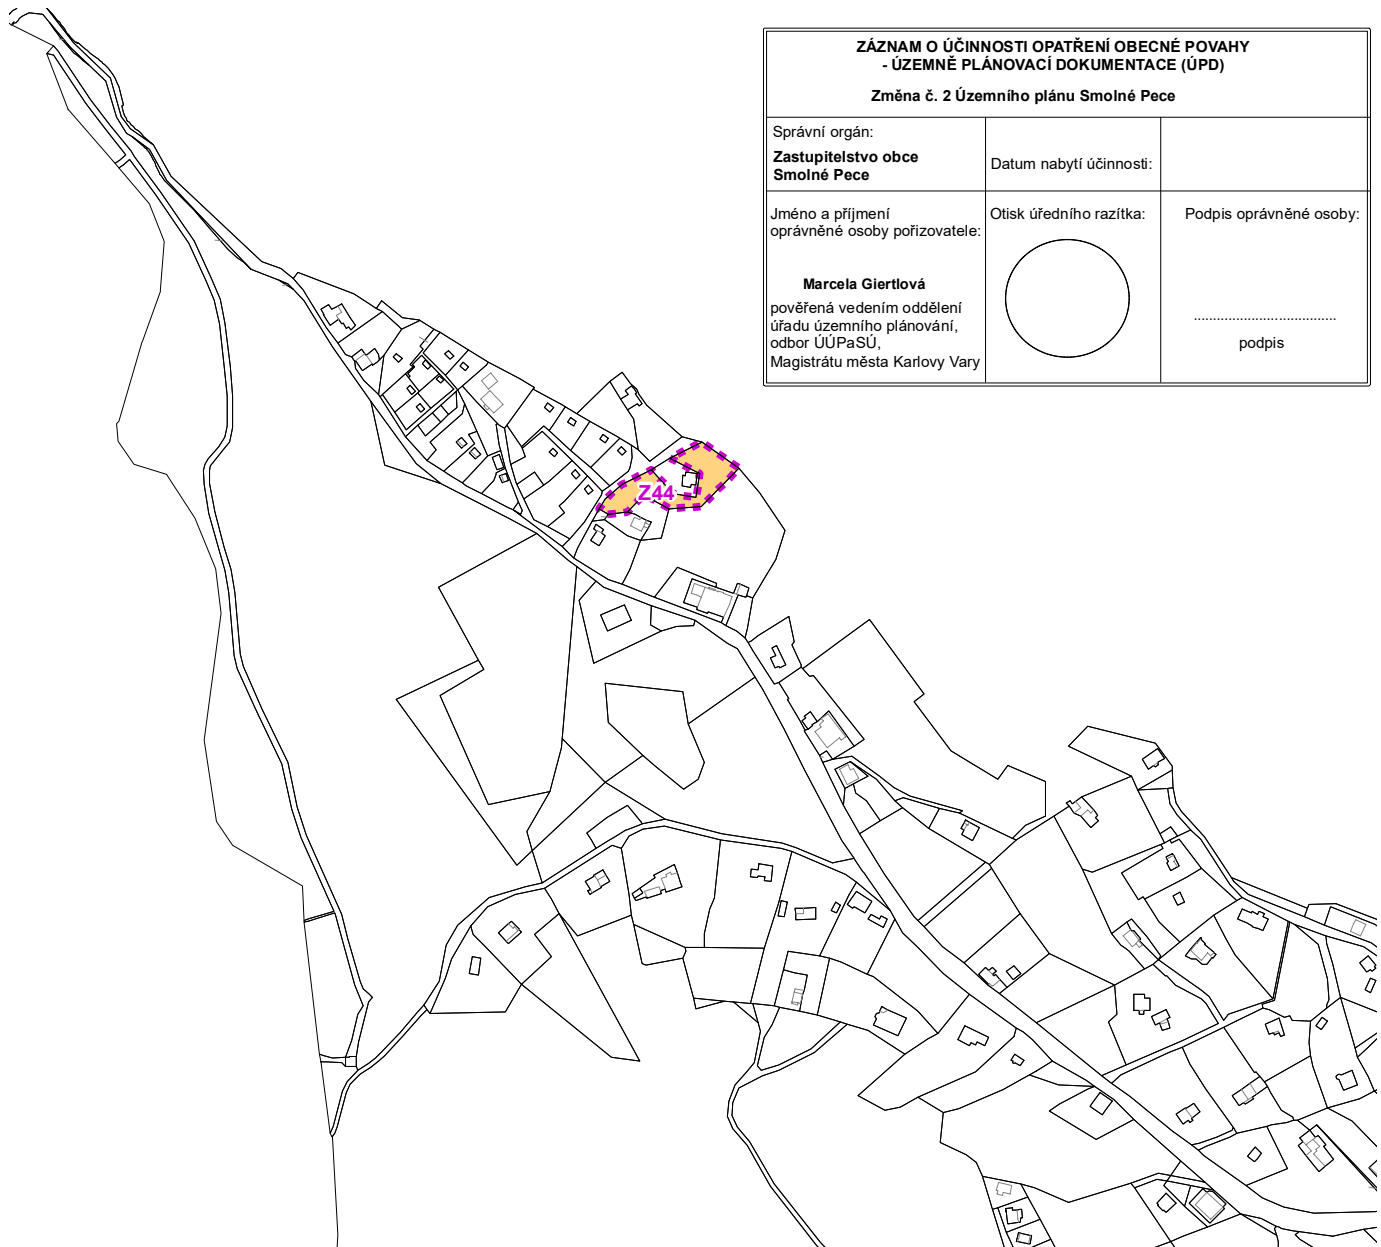 ZÁZNAM O ÚČINNOSTI OPATŘENÍ OBECNÉ POVAHY
- ÚZEMNĚ PLÁNOVACÍ DOKUMENTACE (ÚPD)
Změna č. 2 Územního plánu Smolné Pece
Správní orgán:
Zastupitelstvo obce
Smolné Pece
Datum nabytí účinnosti:
Jméno a příjmení
oprávněné osoby pořizovatele:
Marcela Giertlová
pověřená vedením oddělení
úřadu územního plánování,
odbor ÚÚPaSÚ,
Magistrátu města Karlovy Vary
Otisk úředního razítka:
Podpis oprávněné osoby:
...................................
podpis
Z44